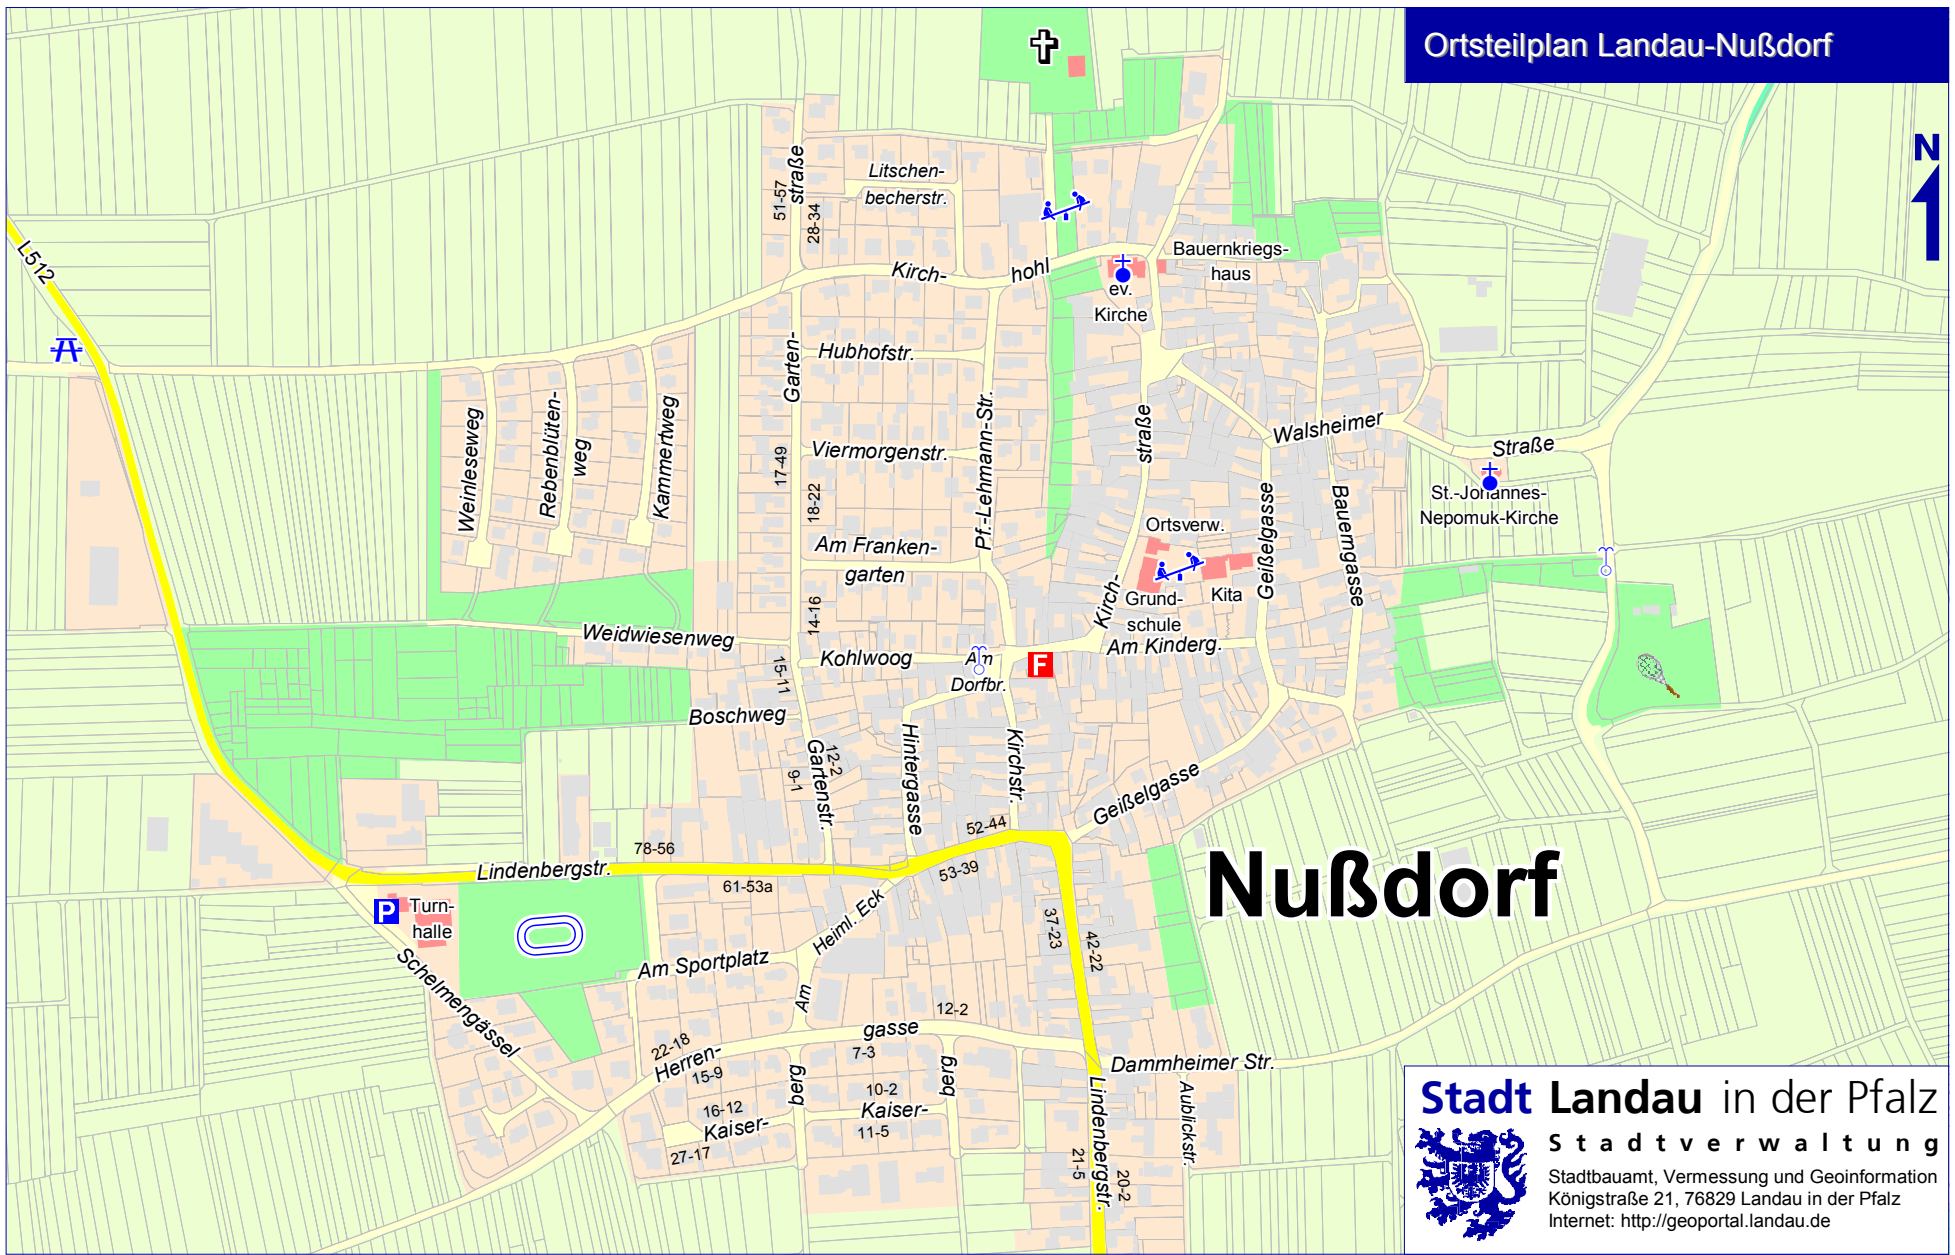 Ortsteilplan Landau-Nußdorf
N
L512
straße
51-57
28-34
Litschen-
becherstr.
Kirch-
hohl
Bauernkriegs-
haus
ev.
Kirche
Garten-
Hubhofstr.
Pf.-Lehmann-Str.
Weinleseweg
Rebenblüten-
weg
Kammertweg
17-49
18-22
Viermorgenstr.
straße
Walsheimer
Straße
St.-Johannes-
Nepomuk-Kirche
Geißelgasse
Bauerngasse
Ortsverw.
Am Franken-
garten
Kirch-
Grund-
schule
Kita
14-16
Weidwiesenweg
Kohlwoog
Am
Dorfbr.
F
Am Kinderg.
15-11
Boschweg
12-2
9-1
Gartenstr.
Hintergasse
Kirchstr.
Geißelgasse
52-44
78-56
Lindenbergstr.
61-53a
53-39
Nußdorf
P
Turn-
halle
Heiml. Eck
37-23
42-22
Schelmengässel
Am Sportplatz
Am
12-2
gasse
22-18
Herren-
15-9
7-3
berg
berg
10-2
Kaiser-
11-5
16-12
Kaiser-
27-17
Dammheimer Str.
Lindenbergstr.
Aublickstr.
21-5
20-2
Stadt Landau in der Pfalz
Stadtverwaltung
Stadtbauamt, Vermessung und Geoinformation
Königstraße 21, 76829 Landau in der Pfalz
Internet: http://geoportal.landau.de